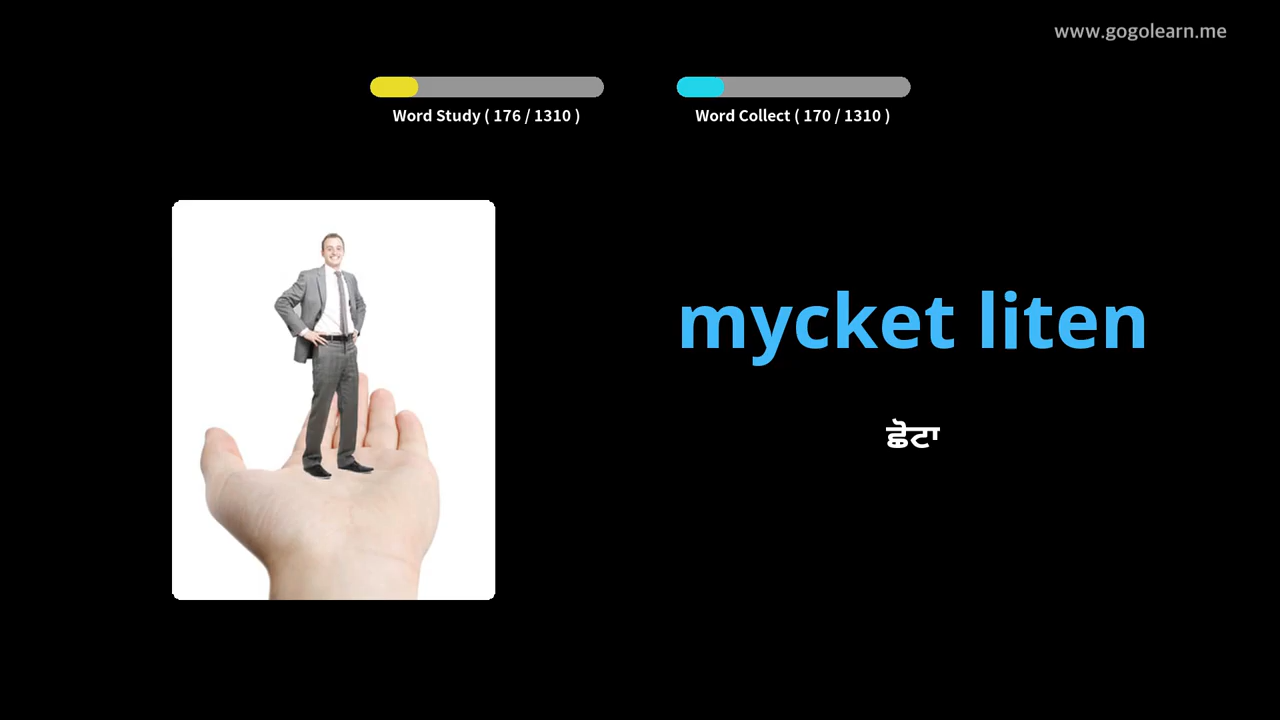 www.gogolearn.me
Word Study ( 176 / 1310 )
Word Collect ( 170 / 1310 )
mycket liten
ਛੋਟਾ